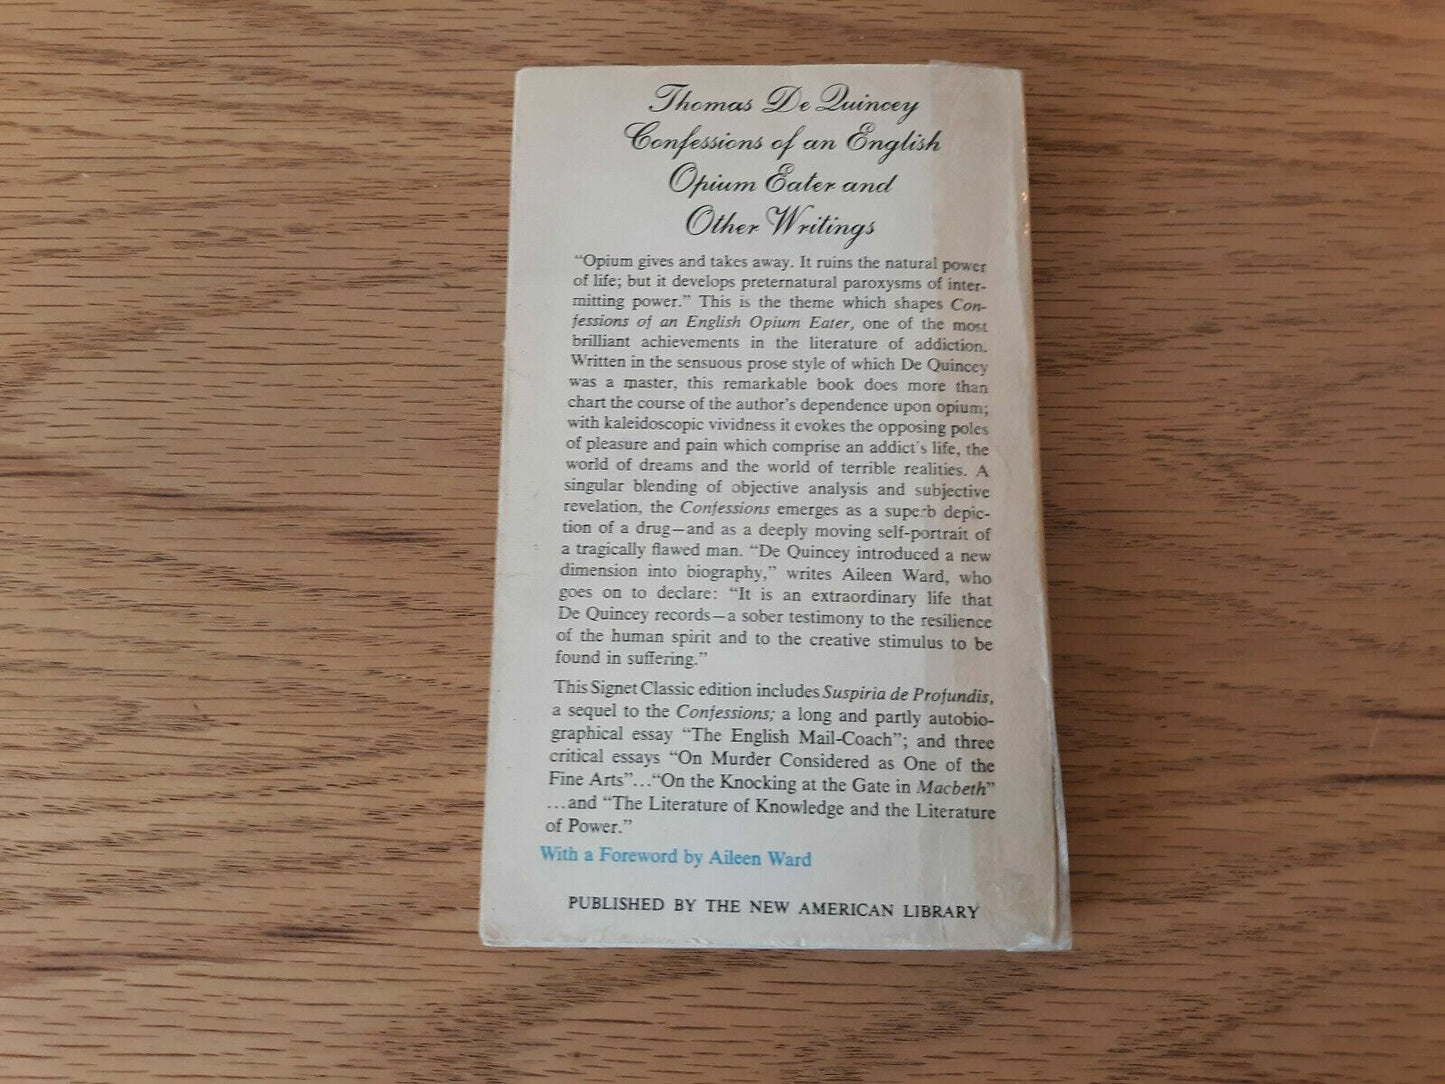 Thomas De Quincey
Confessions of an English
Opium Eater and
Other Writings
“Opium gives and takes away. It ruins the natural power
of life; but it develops preternatural paroxysms of inter-
mitting power.” This is the theme which shapes Con-
fessions of an English Opium Eater, one of the most
brilliant achievements in the literature of addiction.
Written in the sensuous prose style of which De Quincey
was a master, this remarkable book does more than
chart the course of the author's dependence upon opium;
with kaleidoscopic vividness it evokes the opposing poles
of pleasure and pain which comprise an addict's life, the
world of dreams and the world of terrible realities. A
singular blending of objective analysis and subjective
revelation, the Confessions emerges as a superb depic-
tion of a drug—and as a deeply moving self-portrait of
a tragically flawed man. “De Quincey introduced a new
dimension into biography,” writes Aileen Ward, who
goes on to declare: “It is an extraordinary life that
De Quincey records—a sober testimony to the resilience
of the human spirit and to the creative stimulus to be
found in suffering.”
This Signet Classic edition includes Suspiria de Profundis,
a sequel to the Confessions; a long and partly autobio-
graphical essay “The English Mail-Coach”; and three
critical essays “On Murder Considered as One of the
Fine Arts”...“On the Knocking at the Gate in Macbeth”
...and “The Literature of Knowledge and the Literature
of Power.”
With a Foreword by Aileen Ward
PUBLISHED BY THE NEW AMERICAN LIBRARY